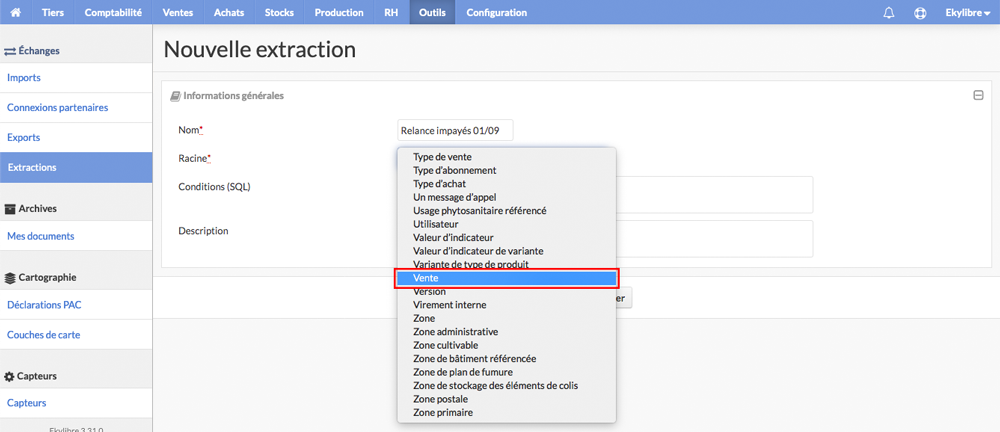 Tiers Comptabilité Ventes Achats Stocks Production RH Outils Configuration Ekylibre
Échanges
Imports
Connexions partenaires
Exports
Extractions
Archives
Mes documents
Cartographie
Déclarations PAC
Couches de carte
Capteurs
Capteurs
Ekylibre 3.31.0
Nouvelle extraction
Informations générales
Nom* Relance impayés 01/09
Racine*
Conditions (SQL)
Description
Type de vente
Type d'abonnement
Type d'achat
Un message d'appel
Usage phytosanitaire référencé
Utilisateur
Valeur d'indicateur
Valeur d'indicateur de variante
Variante de type de produit
Vente
Version
Virement interne
Zone
Zone administrative
Zone cultivable
Zone de bâtiment référencée
Zone de plan de fumure
Zone de stockage des éléments de colis
Zone postale
Zone primaire
er